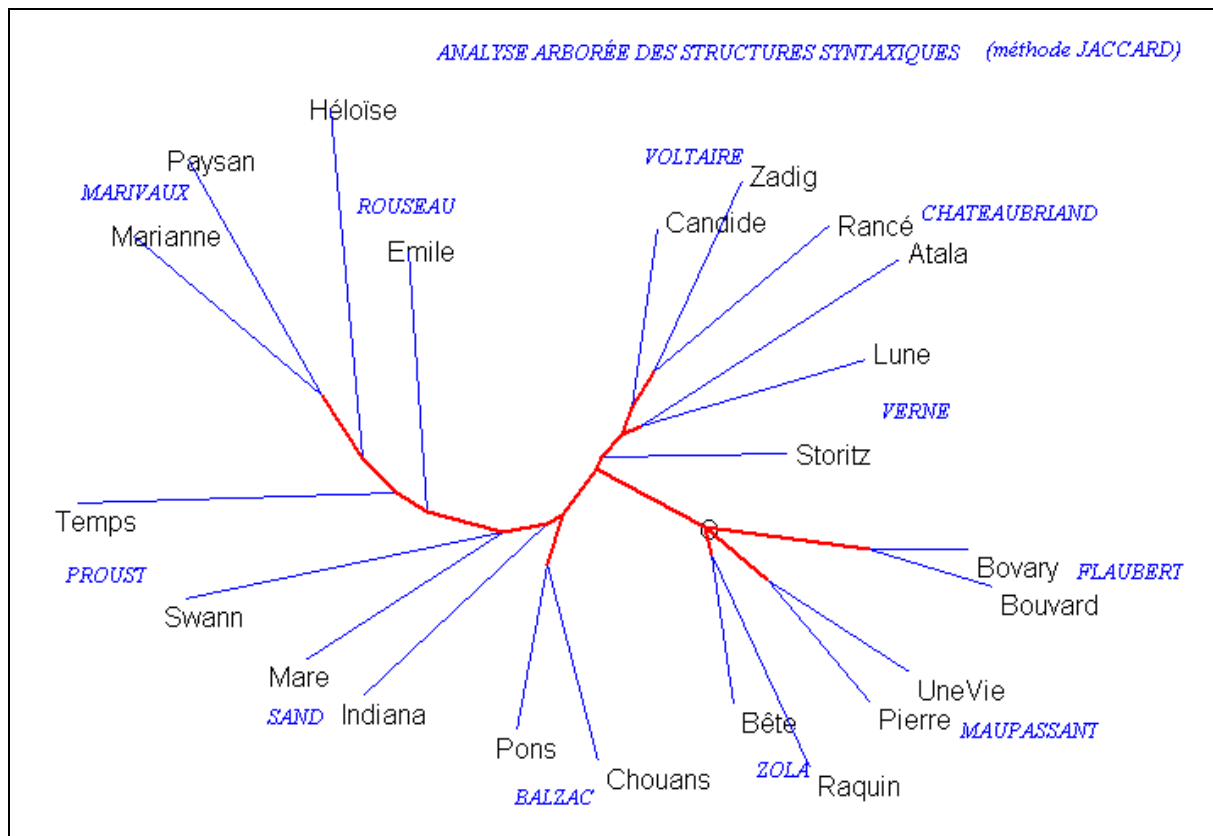 ANALYSE ARBORÉE DES STRUCTURES SYNTAXIQUES (méthode JACCARD)
Héloïse
Paysan
MARIVAUX
Marianne
ROUSEAU
Emile
VOLTAIRE
Zadig
Candide
Rancé
CHATEAUBRIAND
Atala
Lune
VERNE
Storitz
Temps
PROUST
Swann
Mare
SAND
Indiana
Pons
BALZAC
Chouans
Bête
ZOLA
Raquin
UneVie
Pierre
MAUPASSANT
Bovary
FLAUBERT
Bouvard